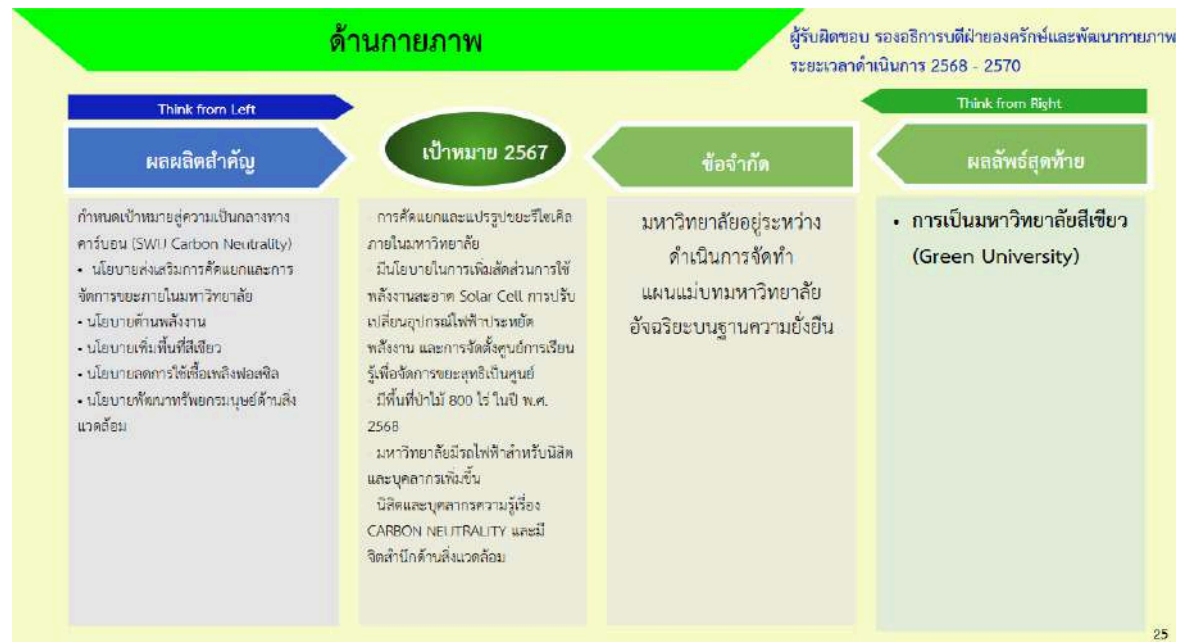 ด้านกายภาพ
ผู้รับผิดชอบ รองอธิการบดีฝ่ายองครักษ์และพัฒนากายภาพ
ระยะเวลาดำเนินการ 2568 - 2570
Think from Left
Think from Right
ผลผลิตสำคัญ
เป้าหมาย 2567
ข้อจำกัด
ผลลัพธ์สุดท้าย
กำหนดเป้าหมายสู่ความเป็นกลางทาง
คาร์บอน (SWU Carbon Neutrality)
• นโยบายส่งเสริมการคัดแยกและการ
จัดการขยะภายในมหาวิทยาลัย
• นโยบายด้านพลังงาน
• นโยบายเพิ่มพื้นที่สีเขียว
• นโยบายลดการใช้เชื้อเพลิงฟอสซิล
• นโยบายพัฒนาทรัพยกรมนุษย์ด้านสิ่ง
แวดล้อม
- การคัดแยกและแปรรูปขยะรีไซเคิล
ภายในมหาวิทยาลัย
- มีนโยบายในการเพิ่มสัดส่วนการใช้
พลังงานสะอาด Solar Cell การปรับ
เปลี่ยนอุปกรณ์ไฟฟ้าประหยัด
พลังงาน และการจัดตั้งศูนย์การเรียน
รู้เพื่อจัดการขยะสุทธิเป็นศูนย์
- มีพื้นที่ป่าไม้ 800 ไร่ ในปี พ.ศ.
2568
- มหาวิทยาลัยมีรถไฟฟ้าสำหรับนิสิต
และบุคลากรเพิ่มขึ้น
- นิสิตและบุคลากรความรู้เรื่อง
CARBON NEUTRALITY และมี
จิตสำนึกด้านสิ่งแวดล้อม
มหาวิทยาลัยอยู่ระหว่าง
ดำเนินการจัดทำ
แผนแม่บทมหาวิทยาลัย
อัจฉริยะบนฐานความยั่งยืน
• การเป็นมหาวิทยาลัยสีเขียว
(Green University)
25